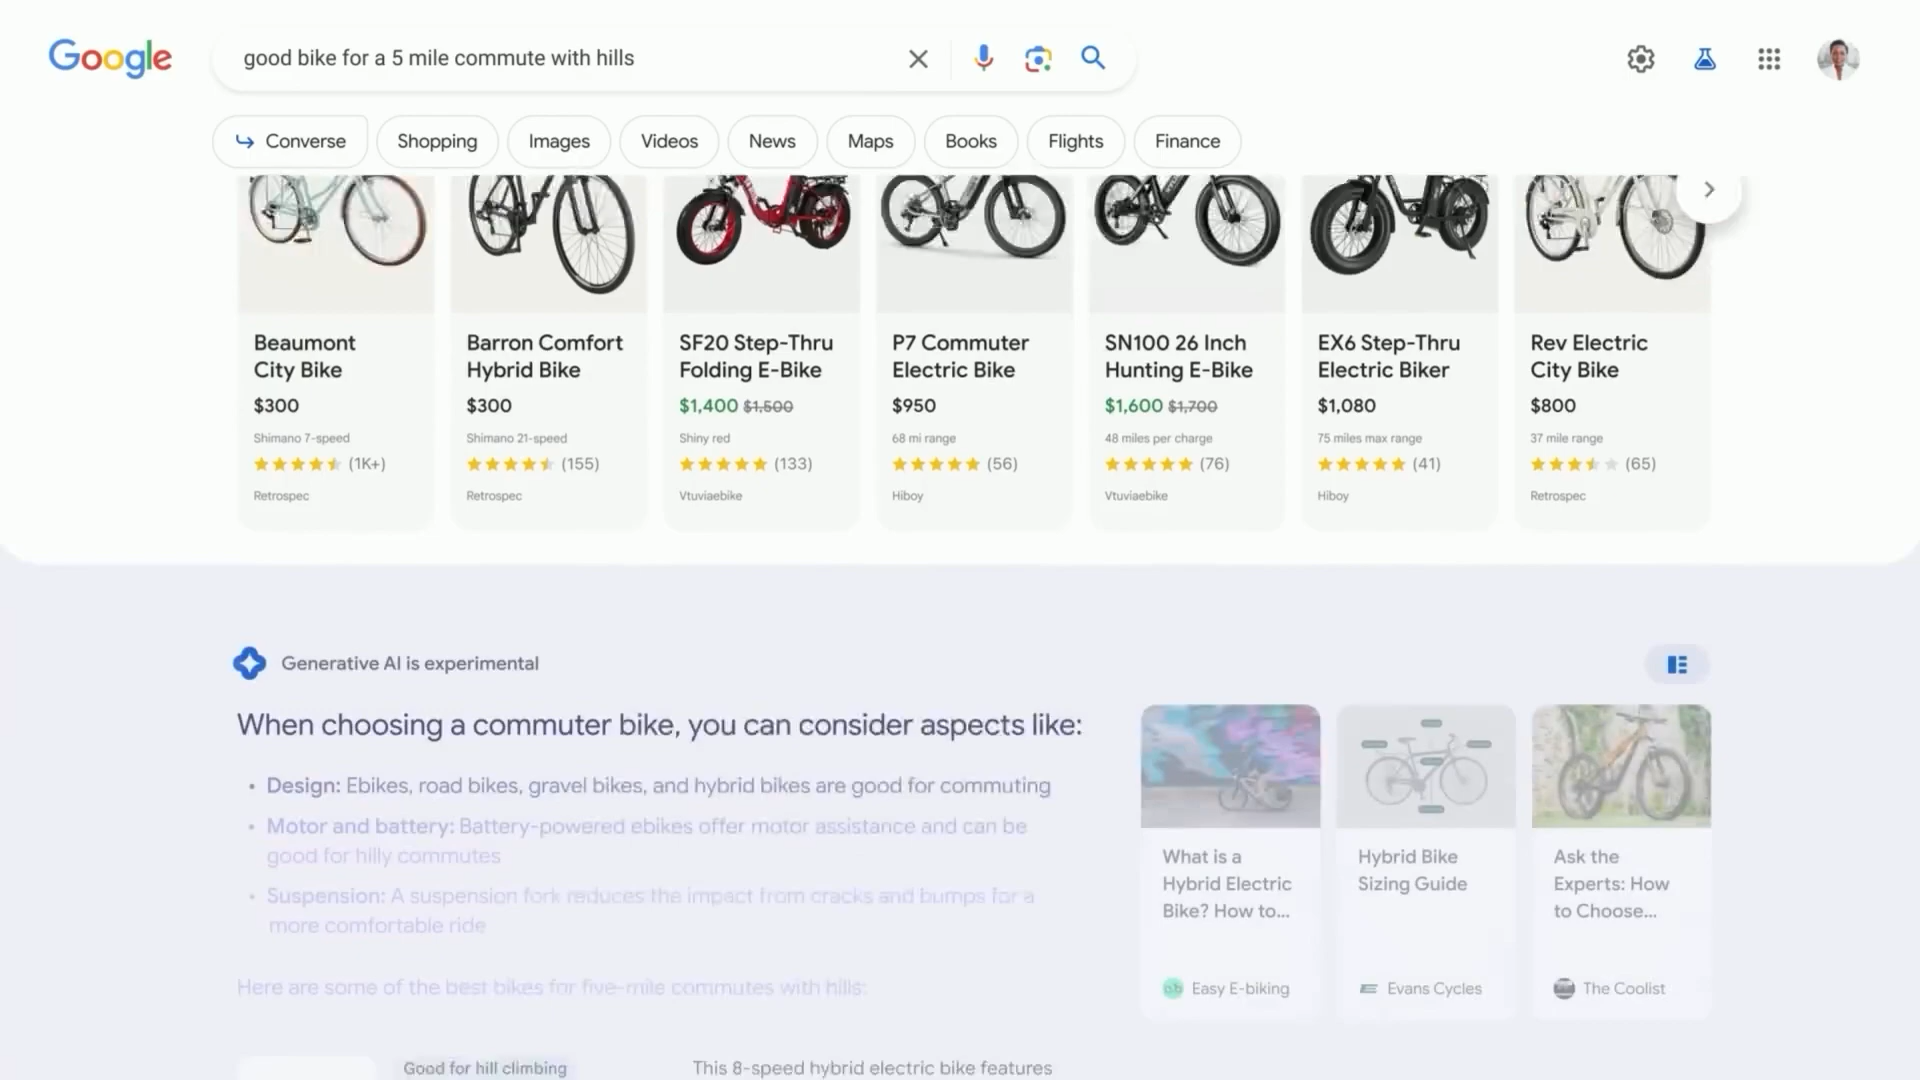 Google
good bike for a 5 mile commute with hills
Converse
Shopping
Images
Videos
News
Maps
Books
Flights
Finance
Beaumont
City Bike
$300
Shimano 7-speed
(1K+)
Retrospec
Barron Comfort
Hybrid Bike
$300
Shimano 21-speed
(155)
Retrospec
SF20 Step-Thru
Folding E-Bike
$1,400 $1,500
Shiny red
(133)
Vtuviaebike
P7 Commuter
Electric Bike
$950
68 mi range
(56)
Hiboy
SN100 26 Inch
Hunting E-Bike
$1,600 $1,700
48 miles per charge
(76)
Vtuviaebike
EX6 Step-Thru
Electric Biker
$1,080
75 miles max range
(41)
Hiboy
Rev Electric
City Bike
$800
37 mile range
(65)
Retrospec
Generative AI is experimental
When choosing a commuter bike, you can consider aspects like:
• Design: Ebikes, road bikes, gravel bikes, and hybrid bikes are good for commuting
• Motor and battery: Battery-powered ebikes offer motor assistance and can be
good for hilly commutes
• Suspension: A suspension fork reduces the impact from cracks and bumps for a
more comfortable ride
Here are some of the best bikes for five-mile commutes with hills:
What is a
Hybrid Electric
Bike? How to...
Easy E-biking
Hybrid Bike
Sizing Guide
Evans Cycles
Ask the
Experts: How
to Choose...
The Coolist
Good for hill climbing
This 8-speed hybrid electric bike features